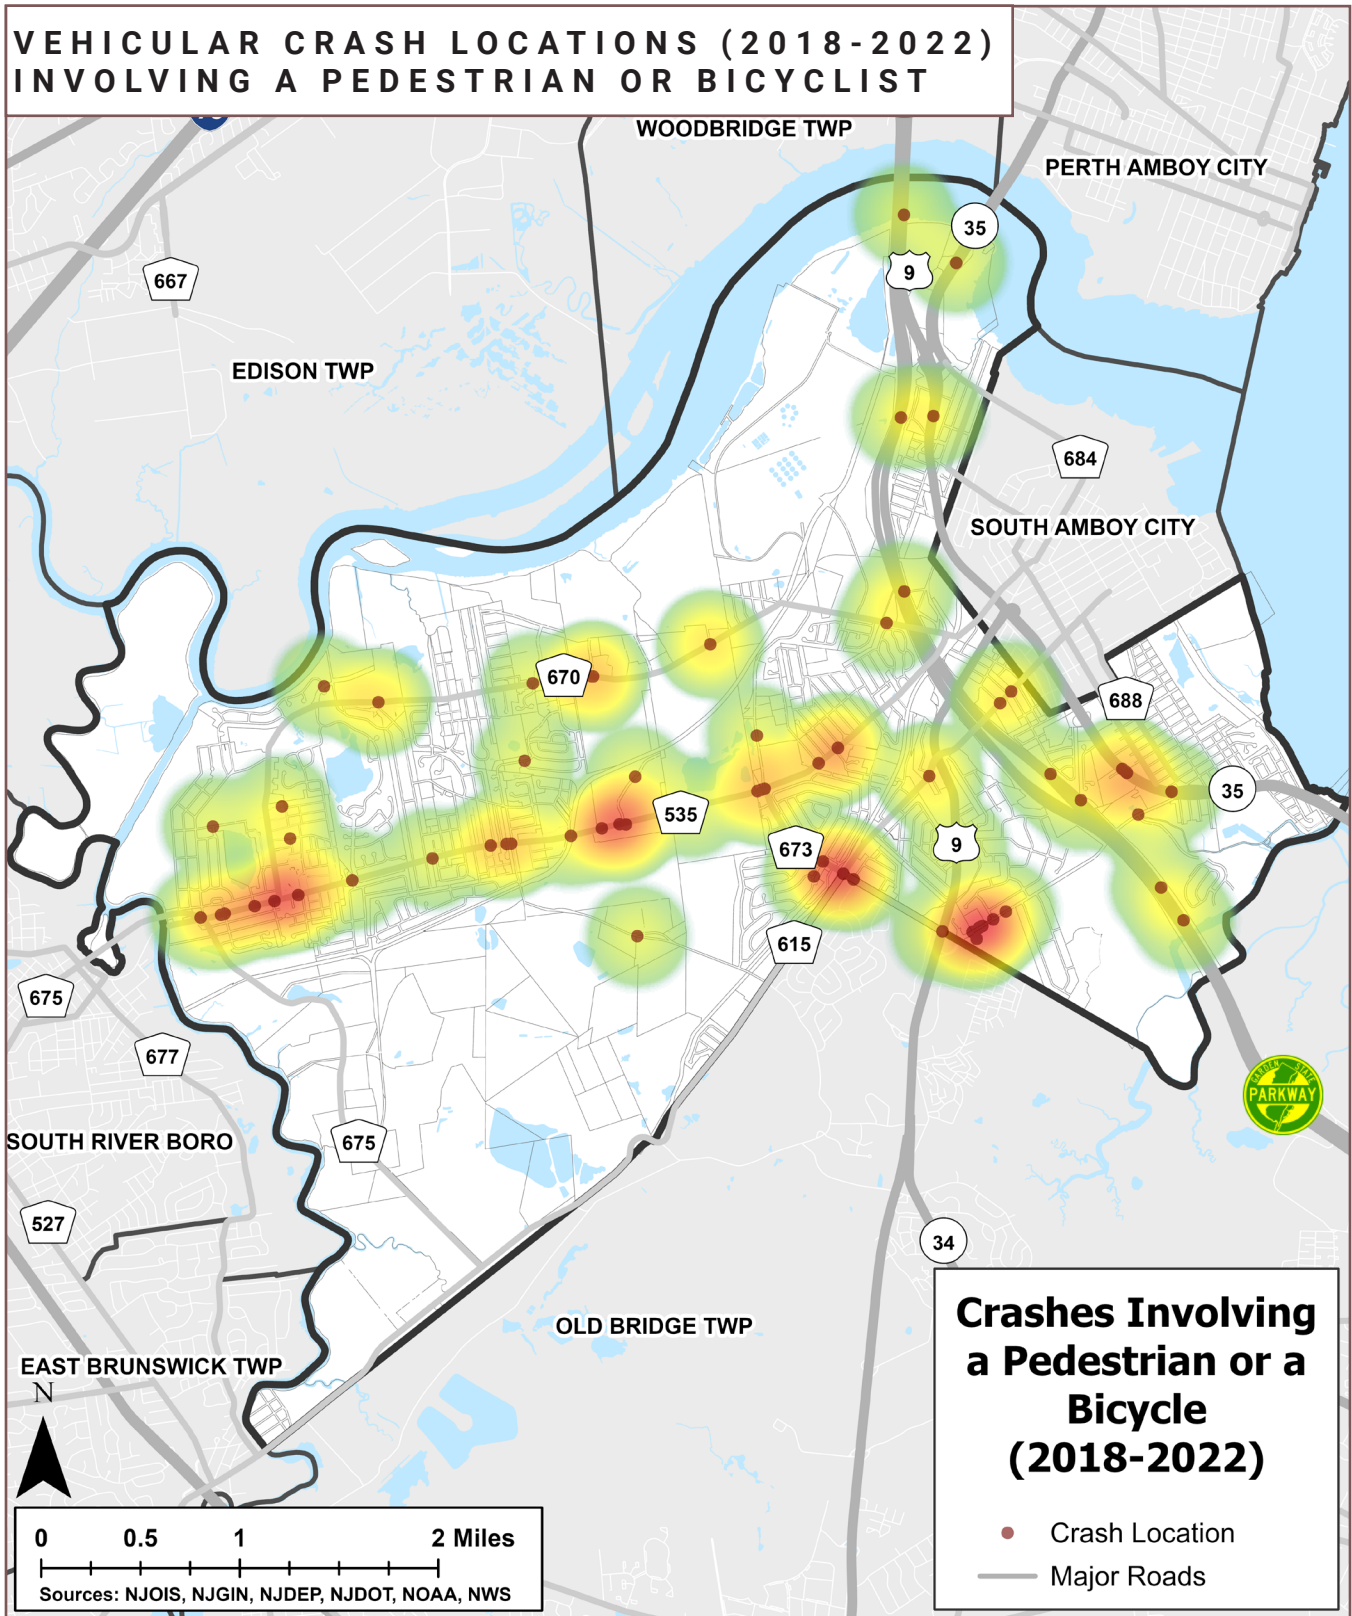 VEHICULAR CRASH LOCATIONS (2018-2022)
INVOLVING A PEDESTRIAN OR BICYCLIST
WOODBRIDGE TWP
PERTH AMBOY CITY
35
9
667
EDISON TWP
684
SOUTH AMBOY CITY
670
688
35
535
673
9
615
675
677
GARDEN STATE
PARKWAY
SOUTH RIVER BORO
675
527
34
OLD BRIDGE TWP
EAST BRUNSWICK TWP
N
Crashes Involving
a Pedestrian or a
Bicycle
(2018-2022)
Crash Location
Major Roads
0 0.5 1 2 Miles
Sources: NJOIS, NJGIN, NJDEP, NJDOT, NOAA, NWS